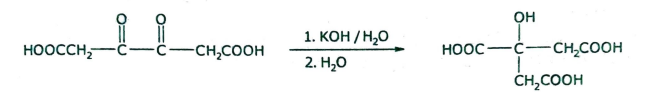 O O
HOOCCH₂—C—C—CH₂COOH
1. KOH/H₂O
2. H₂O
OH
HOOC—C—CH₂COOH
CH₂COOH